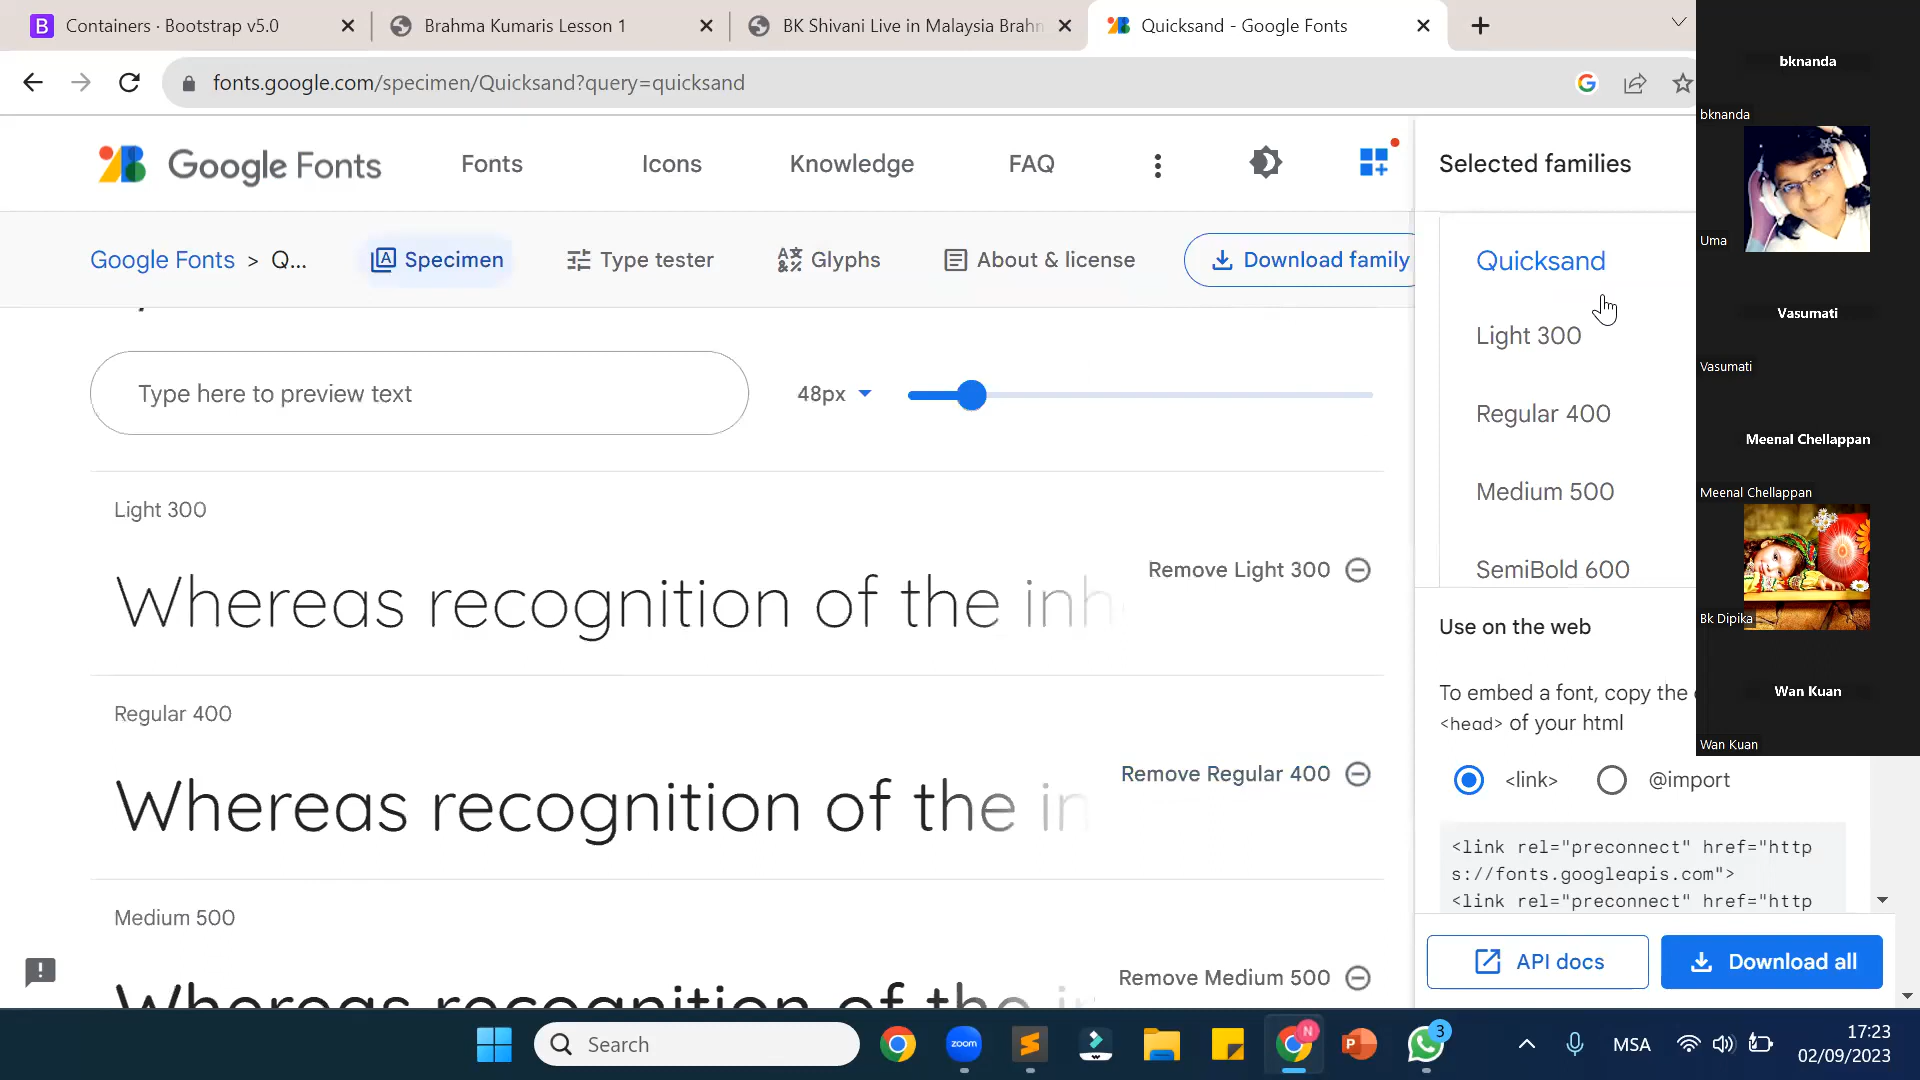 Containers · Bootstrap v5.0
Brahma Kumaris Lesson 1
BK Shivani Live in Malaysia Brahm
Quicksand - Google Fonts
fonts.google.com/specimen/Quicksand?query=quicksand
Google Fonts
Fonts
Icons
Knowledge
FAQ
Selected families
Google Fonts > Q...
Specimen
Type tester
Glyphs
About & license
Download family
Type here to preview text
48px
Light 300
Whereas recognition of the inh
Remove Light 300
Regular 400
Whereas recognition of the in
Remove Regular 400
Medium 500
Whereas recognition of the i
Remove Medium 500
Quicksand
Light 300
Regular 400
Medium 500
SemiBold 600
Use on the web
To embed a font, copy the
<head> of your html
<link>
@import
<link rel="preconnect" href="http
s://fonts.googleapis.com">
<link rel="preconnect" href="http
API docs
Download all
bknanda
bknanda
Uma
Vasumati
Vasumati
Meenal Chellappan
Meenal Chellappan
Bk Dipika
Wan Kuan
Wan Kuan
Search
zoom
N
P
3
MSA
17:23
02/09/2023